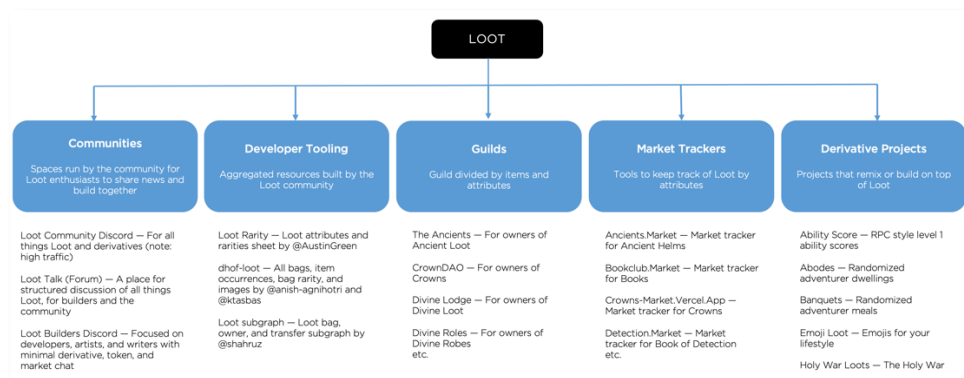 LOOT
Communities
Spaces run by the community for
Loot enthusiasts to share news and
build together
Developer Tooling
Aggregated resources built by the
Loot community
Guilds
Guild divided by items and
attributes
Market Trackers
Tools to keep track of Loot by
attributes
Derivative Projects
Projects that remix or build on top
of Loot
Loot Community Discord — For all
things Loot and derivatives (note:
high traffic)
Loot Talk (Forum) — A place for
structured discussion of all things
Loot, for builders and the
community
Loot Builders Discord — Focused on
developers, artists, and writers with
minimal derivative, token, and
market chat
Loot Rarity — Loot attributes and
rarities sheet by @AustinGreen
dhof-loot — All bags, item
occurrences, bag rarity, and
images by @anish-agnihotri and
@ktasbas
Loot subgraph — Loot bag,
owner, and transfer subgraph by
@shahruz
The Ancients — For owners of
Ancient Loot
CrownDAO — For owners of
Crowns
Divine Lodge — For owners of
Divine Loot
Divine Roles — For owners of
Divine Robes
etc.
Ancients.Market — Market tracker
for Ancient Helms
Bookclub.Market — Market tracker
for Books
Crowns-Market.Vercel.App —
Market tracker for Crowns
Detection.Market — Market
tracker for Book of Detection
etc.
Ability Score — RPC style level 1
ability scores
Abodes — Randomized
adventurer dwellings
Banquets — Randomized
adventurer meals
Emoji Loot — Emojis for your
lifestyle
Holy War Loots — The Holy War